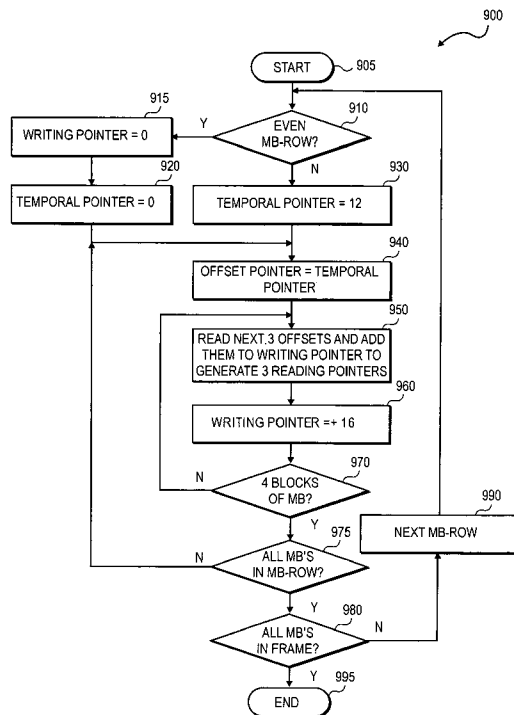 900
START
905
915
910
WRITING POINTER = 0
Y
EVEN
MB-ROW?
920
N
930
TEMPORAL POINTER = 0
TEMPORAL POINTER = 12
940
OFFSET POINTER = TEMPORAL
POINTER
950
READ NEXT 3 OFFSETS AND ADD
THEM TO WRITING POINTER TO
GENERATE 3 READING POINTERS
960
WRITING POINTER =+ 16
N
4 BLOCKS
OF MB?
970
990
Y
975
N
ALL MB'S
IN MB-ROW?
NEXT MB-ROW
Y
980
ALL MB'S
IN FRAME?
N
Y
995
END